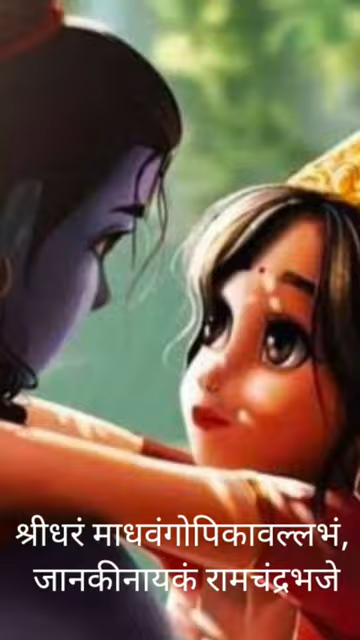 श्रीधरं माधवंगोपिकावल्लभं,
जानकीनायकं रामचंद्रभजे